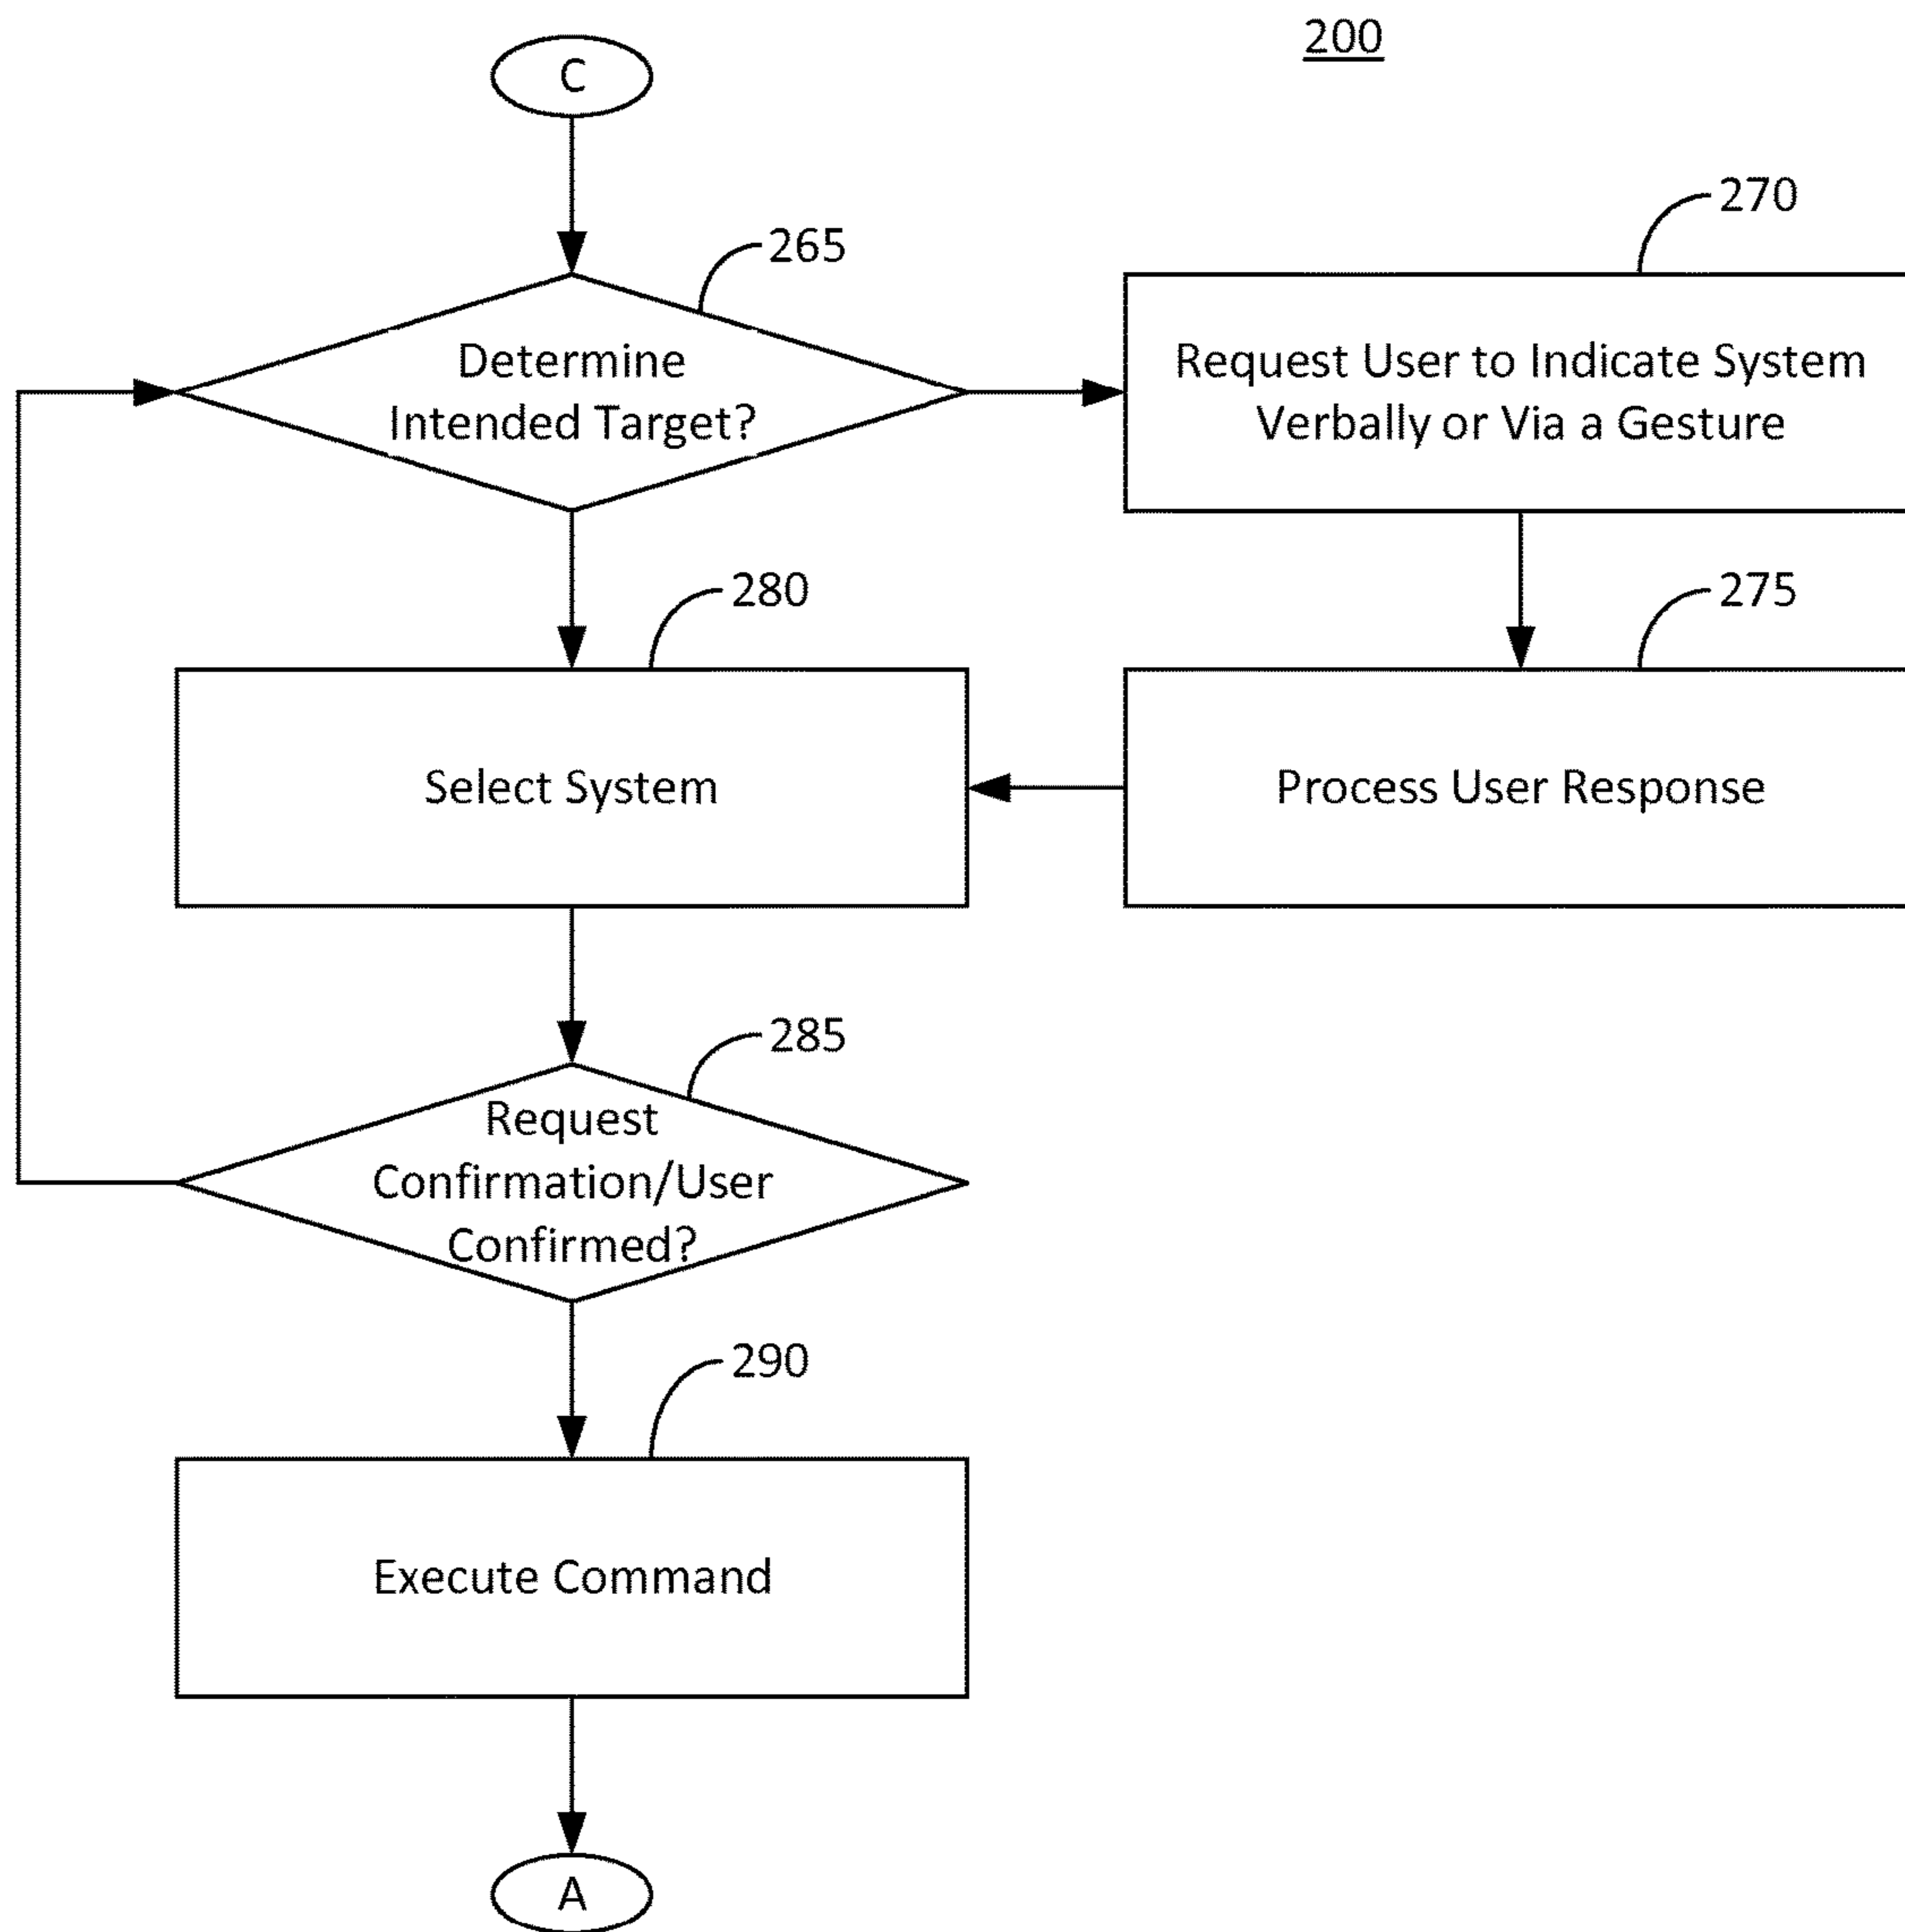 200
C
265
Determine
Intended Target?
270
Request User to Indicate System
Verbally or Via a Gesture
280
Select System
275
Process User Response
285
Request
Confirmation/User
Confirmed?
290
Execute Command
A